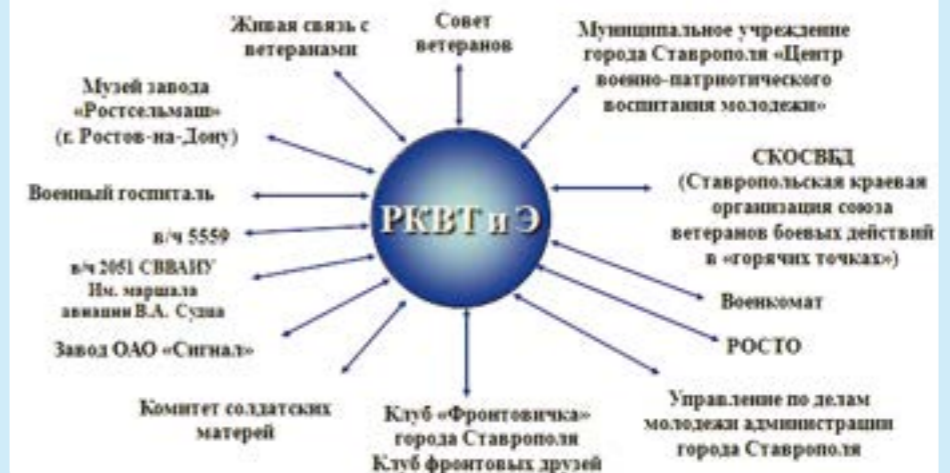 Живая связь с
ветеранами
Совет
ветеранов
Муниципальное учреждение
города Ставрополя «Центр
военно-патриотического
воспитания молодежи»
Музей завода
«Ростсельмаш»
(г. Ростов-на-Дону)
СКОСВБД
(Ставропольская краевая
организация союза
ветеранов боевых действий
в «горячих точках»)
Военный госпиталь
РКВТ и Э
в/ч 5559
в/ч 2051 СВВАИУ
Им. маршала
авиации В.А. Судца
Военкомат
Завод ОАО «Сигнал»
РОСТО
Комитет солдатских
матерей
Клуб «Фронтовичка»
города Ставрополя
Клуб фронтовых друзей
Управление по делам
молодежи администрации
города Ставрополя